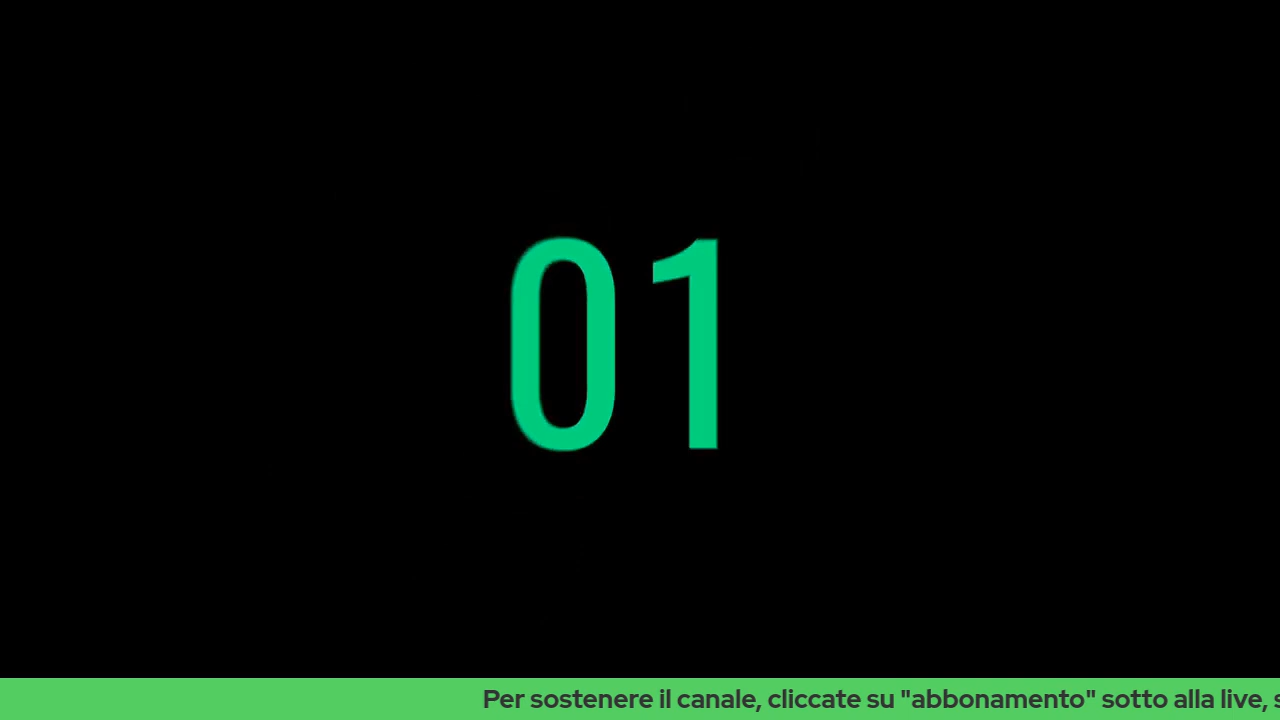 01
Per sostenere il canale, cliccate su "abbonamento" sotto alla live,